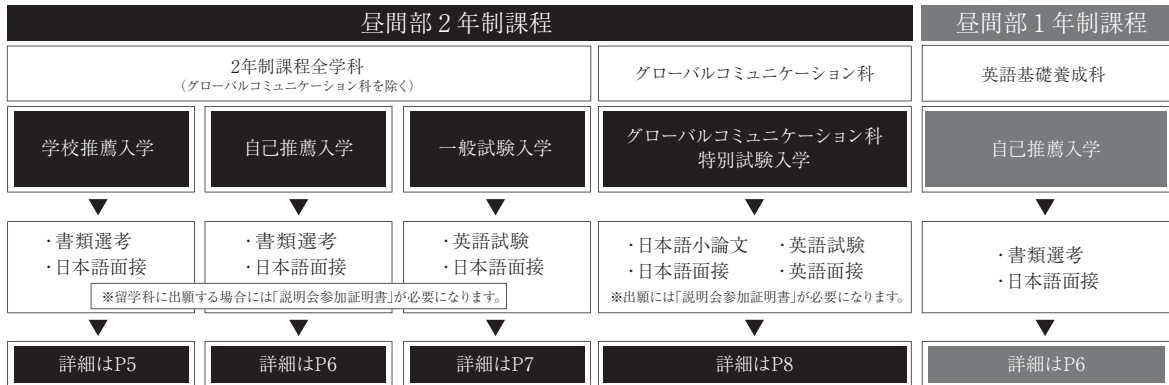 昼間部2年制課程
昼間部1年制課程
2年制課程全学科
（グローバルコミュニケーション科を除く）
グローバルコミュニケーション科
英語基礎養成科
学校推薦入学
自己推薦入学
一般試験入学
グローバルコミュニケーション科
特別試験入学
自己推薦入学
▼
▼
▼
▼
▼
・書類選考
・日本語面接
・書類選考
・日本語面接
・英語試験
・日本語面接
※留学科に出願する場合には「説明会参加証明書」が必要になります。
・日本語小論文 ・英語試験
・日本語面接 ・英語面接
※出願には「説明会参加証明書」が必要になります。
・書類選考
・日本語面接
▼
▼
▼
▼
▼
詳細はP5
詳細はP6
詳細はP7
詳細はP8
詳細はP6